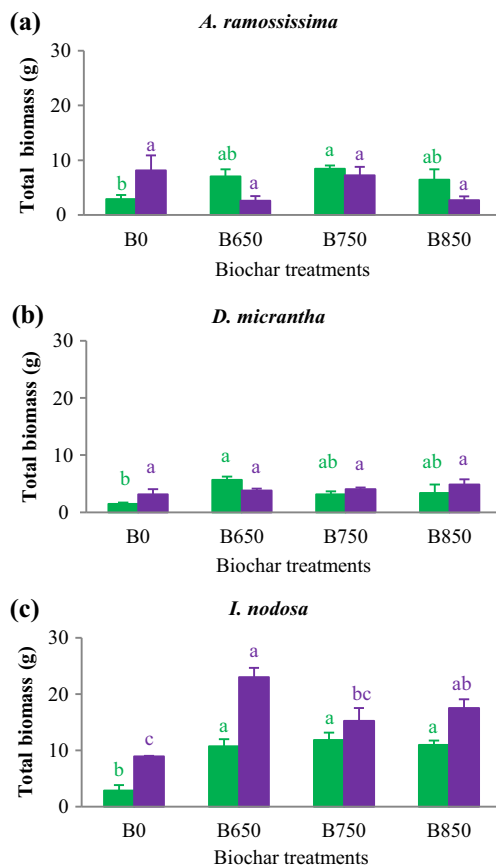 (a) A. ramossissima
Total biomass (g)
30
20
10
0
b a ab a a a ab a
B0 B650 B750 B850
Biochar treatments
(b) D. micrantha
Total biomass (g)
30
20
10
0
b a a a ab a ab a
B0 B650 B750 B850
Biochar treatments
(c) I. nodosa
Total biomass (g)
30
20
10
0
b c a a a bc a ab
B0 B650 B750 B850
Biochar treatments